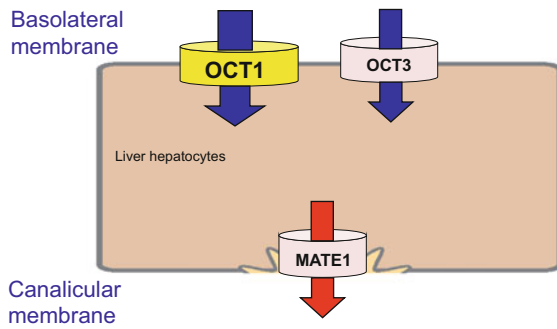 Basolateral
membrane
OCT1
OCT3
Liver hepatocytes
MATE1
Canalicular
membrane